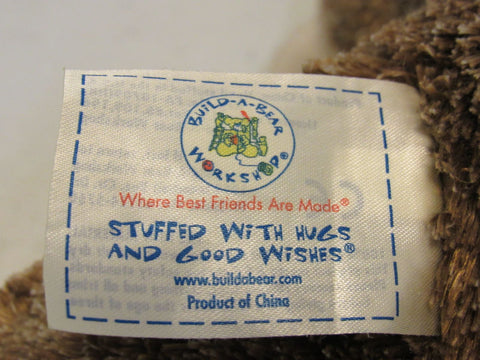 BUILD-A-BEAR
WORKSHOP®
Where Best Friends Are Made®
STUFFED WITH HUGS
AND GOOD WISHES®
www.buildabear.com
Product of China